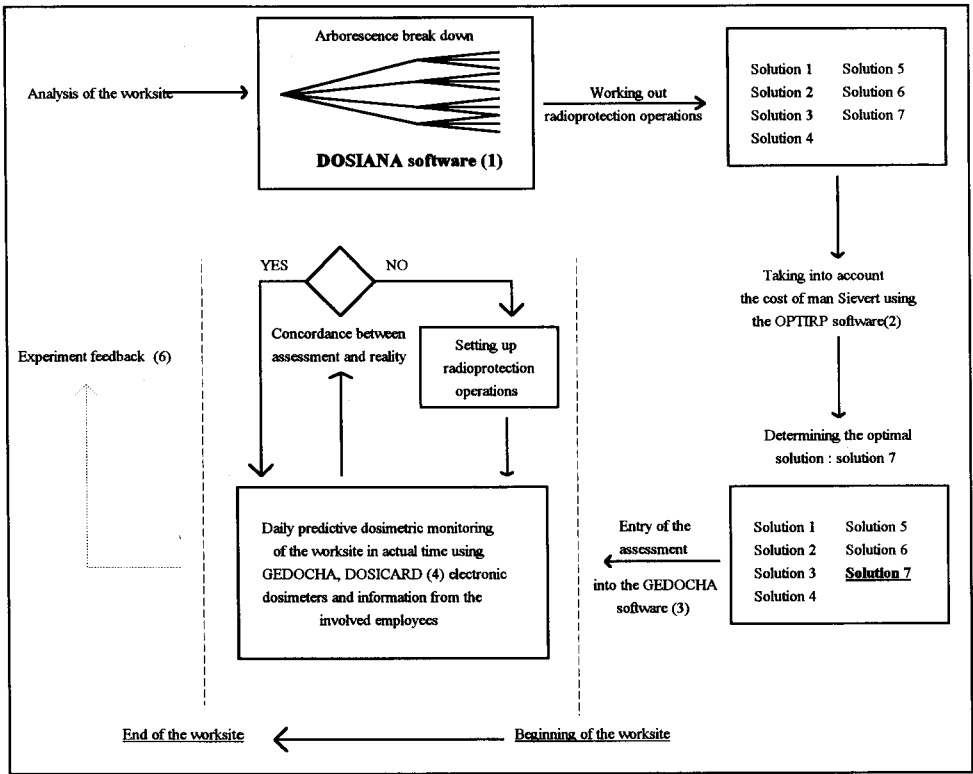 Arborescence break down
Analysis of the worksite
DOSIANA software (1)
Working out
radioprotection operations
Solution 1 Solution 5
Solution 2 Solution 6
Solution 3 Solution 7
Solution 4
Taking into account
the cost of man Sievert using
the OPTIRP software(2)
Determining the optimal
solution : solution 7
Solution 1 Solution 5
Solution 2 Solution 6
Solution 3 Solution 7
Solution 4
Entry of the
assessment
into the GEDOCHA
software (3)
YES NO
Concordance between
assessment and reality
Setting up
radioprotection
operations
Daily predictive dosimetric monitoring
of the worksite in actual time using
GEDOCHA, DOSICARD (4) electronic
dosimeters and information from the
involved employees
Experiment feedback (6)
End of the worksite
Beginning of the worksite